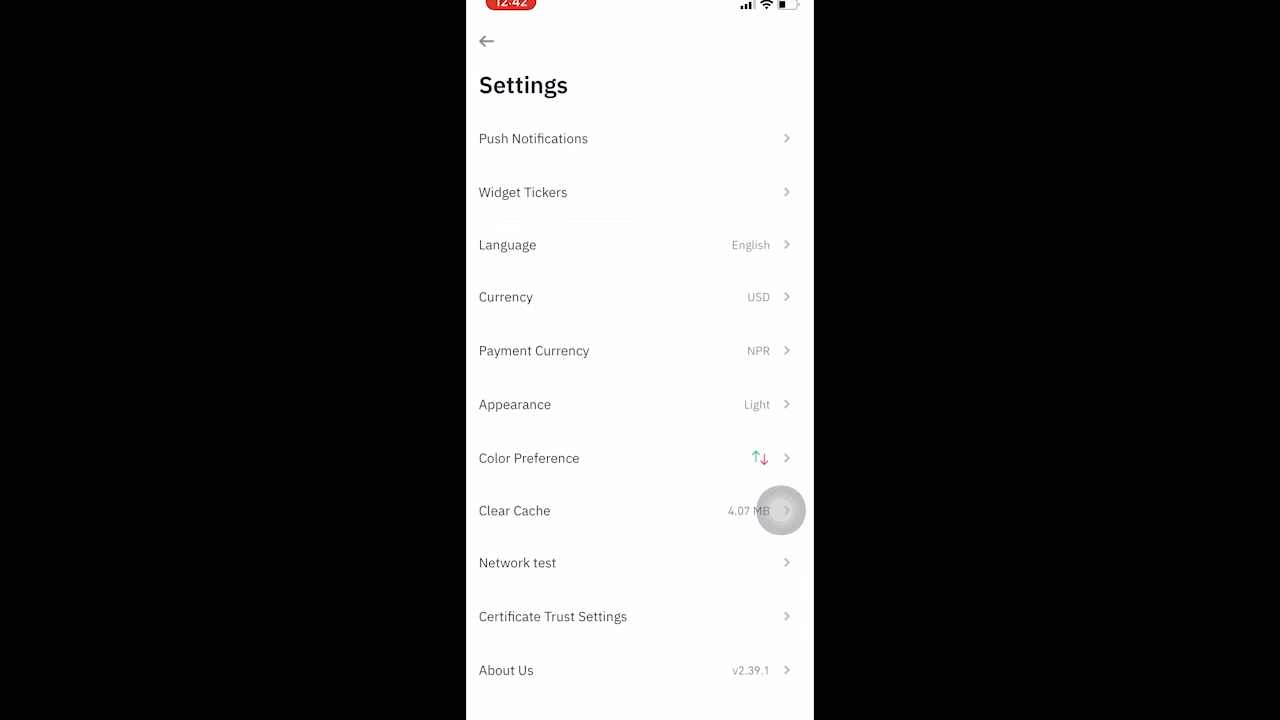 12:42
Settings
Push Notifications
Widget Tickers
Language English
Currency USD
Payment Currency NPR
Appearance Light
Color Preference
Clear Cache 4.07 MB
Network test
Certificate Trust Settings
About Us v2.39.1